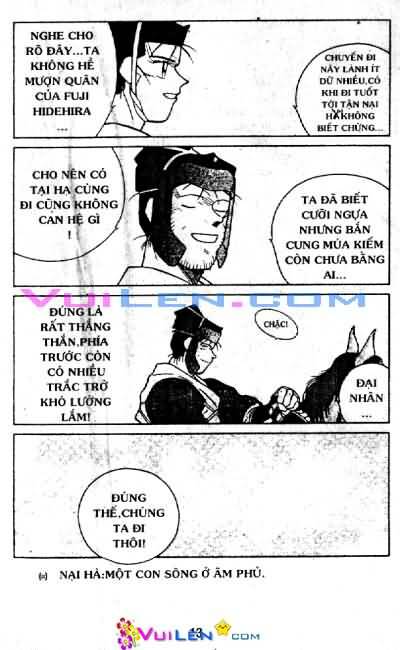 NGHE CHO
RÕ ĐÂY...TA
KHÔNG HỀ
MƯỢN QUÂN
CỦA FUJI
HIDEHIRA
...
CHUYẾN ĐI
NÀY LÀNH ÍT
DỮ NHIỀU,CÓ
KHI ĐI TUỐT
TỚI TẬN NẠI
HÀ KHÔNG
BIẾT CHỪNG...
CHO NÊN CÓ
TẠI HẠ CÙNG
ĐI CŨNG KHÔNG
CAN HỆ GÌ
!
TA ĐÃ BIẾT
CƯỠI NGỰA
NHƯNG BẮN
CUNG MÚA KIẾM
CÒN CHƯA BẰNG
AI...
ĐÚNG LÀ
RẤT THẲNG
THẮN,PHÍA
TRƯỚC CÒN
CÓ NHIỀU
TRẮC TRỞ
KHÓ LƯỜNG
LẮM!
CHẬC!
ĐẠI
NHÂN
...
VUILEN.COM
ĐÚNG
THẾ,CHÚNG
TA ĐI
THÔI!
(*) NẠI HÀ:MỘT CON SÔNG Ở ÂM PHỦ.
13
VUILEN.COM